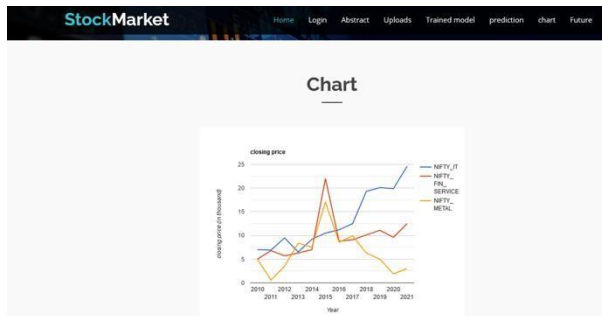 StockMarket
Home Login Abstract Uploads Trained model prediction chart Future
Chart
closing price
closing price (in thousand)
25
20
15
10
5
0
NIFTY_IT
NIFTY_
FIN_
SERVICE
NIFTY_
METAL
2010 2012 2014 2016 2018 2020
2011 2013 2015 2017 2019 2021
Year